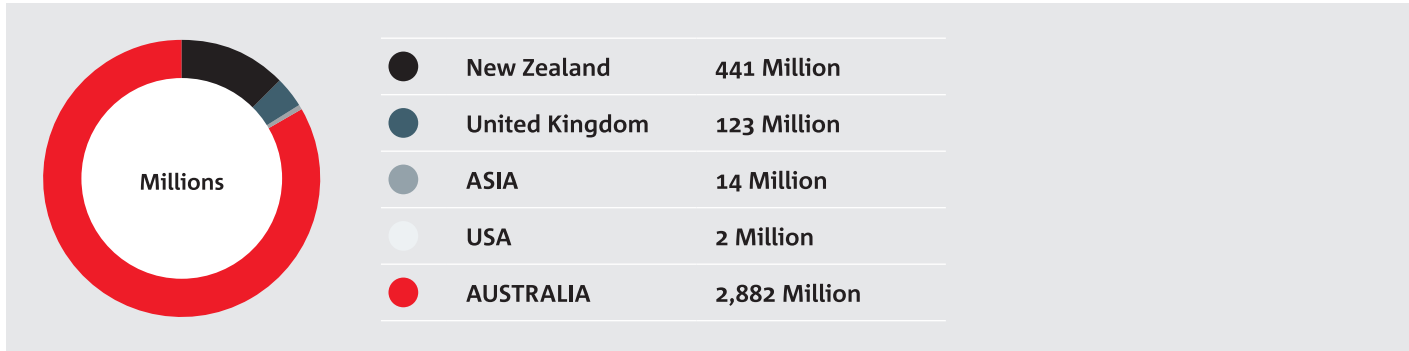 Millions
New Zealand 441 Million
United Kingdom 123 Million
ASIA 14 Million
USA 2 Million
AUSTRALIA 2,882 Million